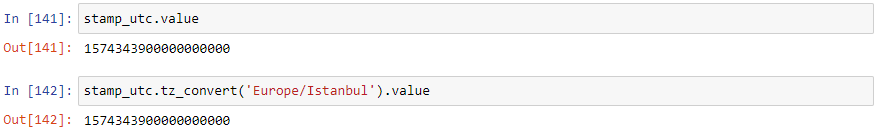 In [141]: stamp_utc.value
Out[141]: 1574343900000000000
In [142]: stamp_utc.tz_convert('Europe/Istanbul').value
Out[142]: 1574343900000000000